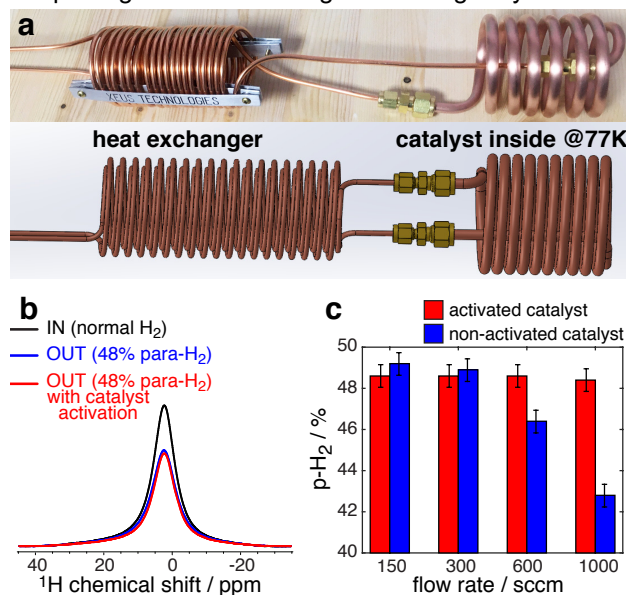 a
XEUS TECHNOLOGIES
heat exchanger
catalyst inside @77K
b
IN (normal H2)
OUT (48% para-H2)
OUT (48% para-H2)
with catalyst
activation
40 20 0 -20
¹H chemical shift / ppm
c
activated catalyst
non-activated catalyst
50
48
46
44
42
40
p-H2 / %
150 300 600 1000
flow rate / sccm